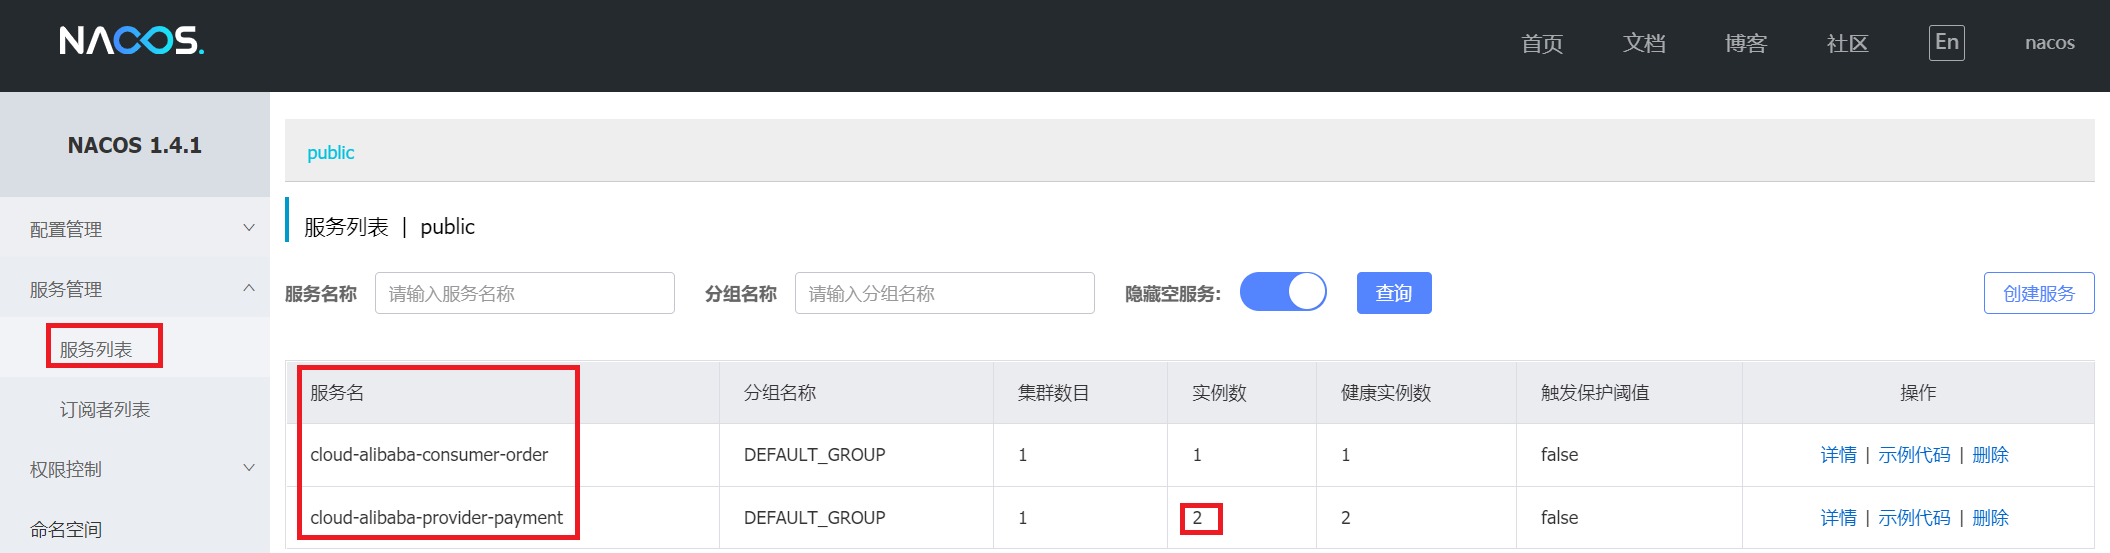 NACOS.
首页 文档 博客 社区 En nacos
NACOS 1.4.1
public
配置管理
服务列表 | public
服务管理
服务名称 请输入服务名称 分组名称 请输入分组名称 隐藏空服务: 查询 创建服务
服务列表
服务名 分组名称 集群数目 实例数 健康实例数 触发保护阈值 操作
订阅者列表
cloud-alibaba-consumer-order DEFAULT_GROUP 1 1 1 false 详情 | 示例代码 | 删除
权限控制
cloud-alibaba-provider-payment DEFAULT_GROUP 1 2 2 false 详情 | 示例代码 | 删除
命名空间